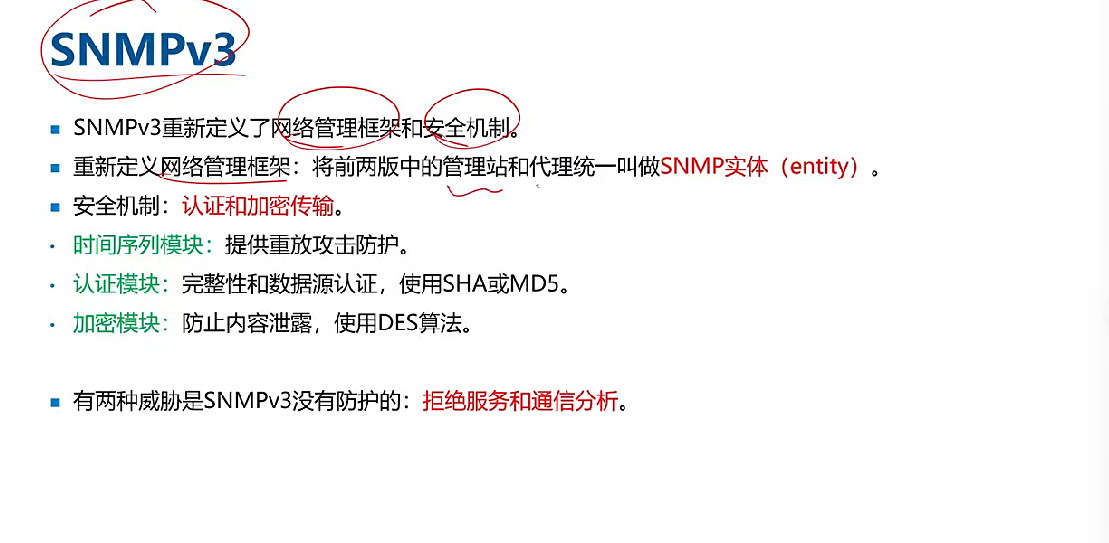 SNMPv3
SNMPv3重新定义了网络管理框架和安全机制。
重新定义网络管理框架：将前两版中的管理站和代理统一叫做SNMP实体（entity）。
安全机制：认证和加密传输。
时间序列模块：提供重放攻击防护。
认证模块：完整性和数据源认证，使用SHA或MD5。
加密模块：防止内容泄露，使用DES算法。
有两种威胁是SNMPv3没有防护的：拒绝服务和通信分析。